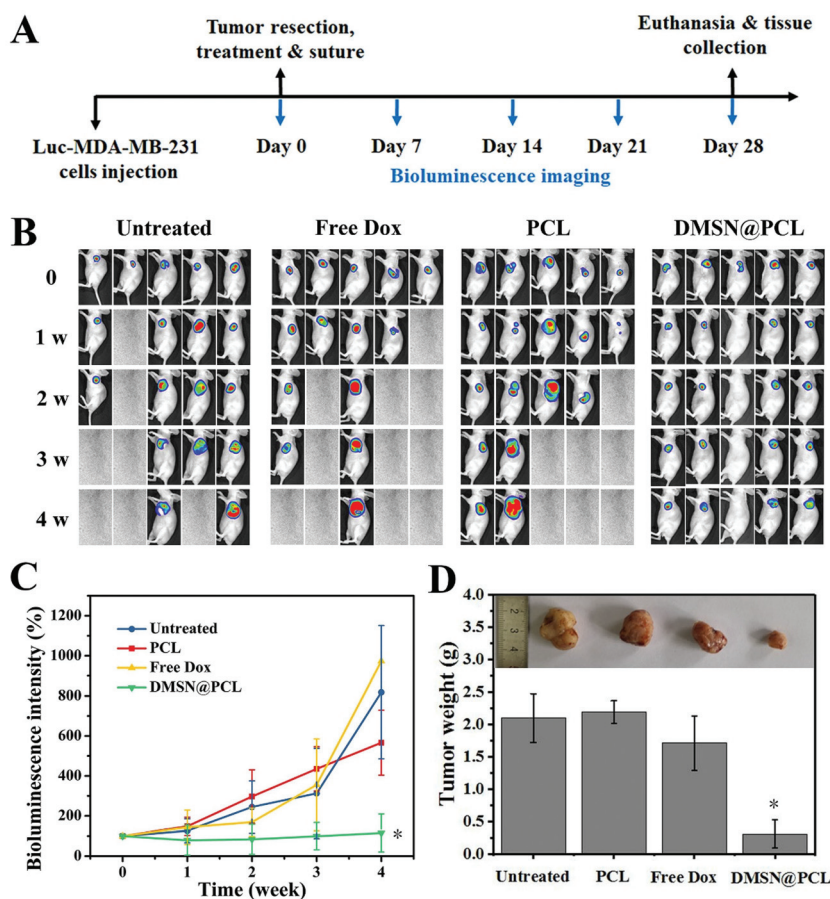 A
Tumor resection,
treatment & suture
Euthanasia & tissue
collection
Luc-MDA-MB-231
cells injection
Day 0
Day 7
Day 14
Day 21
Day 28
Bioluminescence imaging
B
Untreated
Free Dox
PCL
DMSN@PCL
0
1 w
2 w
3 w
4 w
C
Bioluminescence intensity (%)
1200
1000
800
600
400
200
0
Untreated
PCL
Free Dox
DMSN@PCL
*
0
1
2
3
4
Time (week)
D
Tumor weight (g)
4.0
3.5
3.0
2.5
2.0
1.5
1.0
0.5
0.0
2
3
4
*
Untreated
PCL
Free Dox
DMSN@PCL